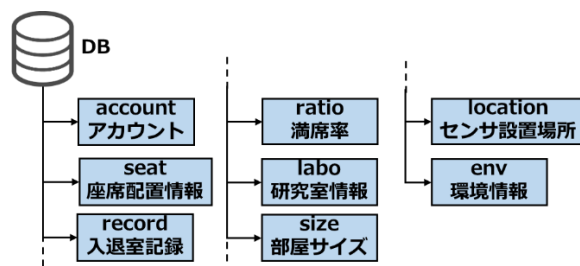 DB
account
アカウント
seat
座席配置情報
record
入退室記録
ratio
満席率
labo
研究室情報
size
部屋サイズ
location
センサ設置場所
env
環境情報